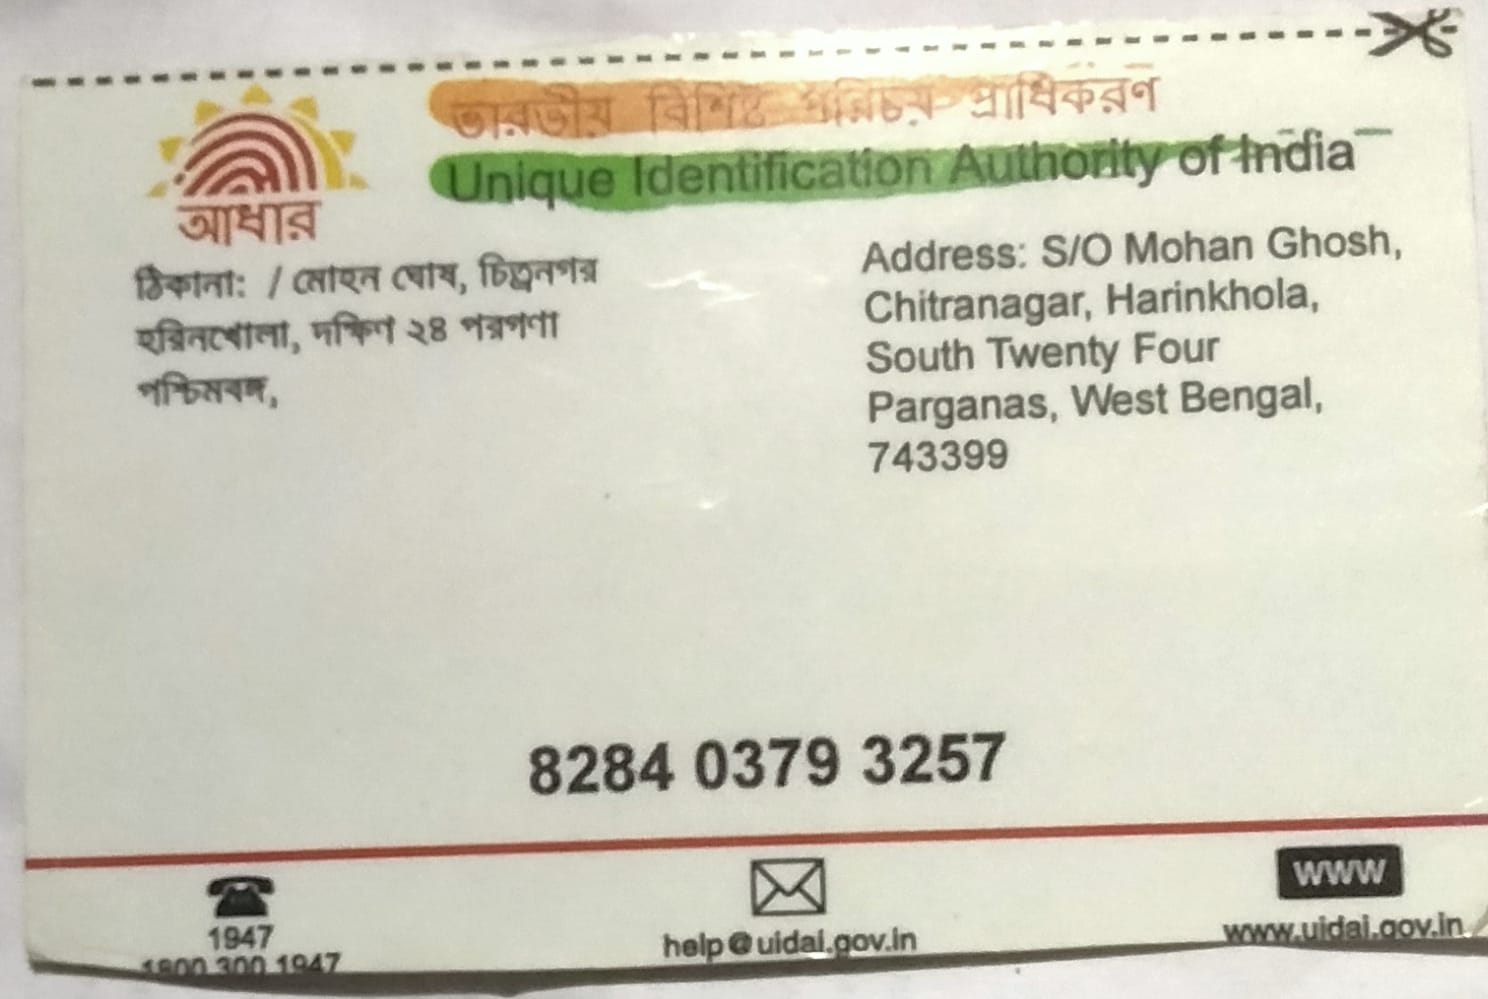 ভারতীয় বিশিষ্ট পরিচয় প্রাধিকরণ
Unique Identification Authority of India
আধার
ঠিকানা: / মোহন ঘোষ, চিত্রনগর
হরিনখোলা, দক্ষিণ ২৪ পরগণা
পশ্চিমবঙ্গ,
Address: S/O Mohan Ghosh,
Chitranagar, Harinkhola,
South Twenty Four
Parganas, West Bengal,
743399
8284 0379 3257
1947
1800 300 1947
help@uidai.gov.in
WWW
www.uidai.gov.in